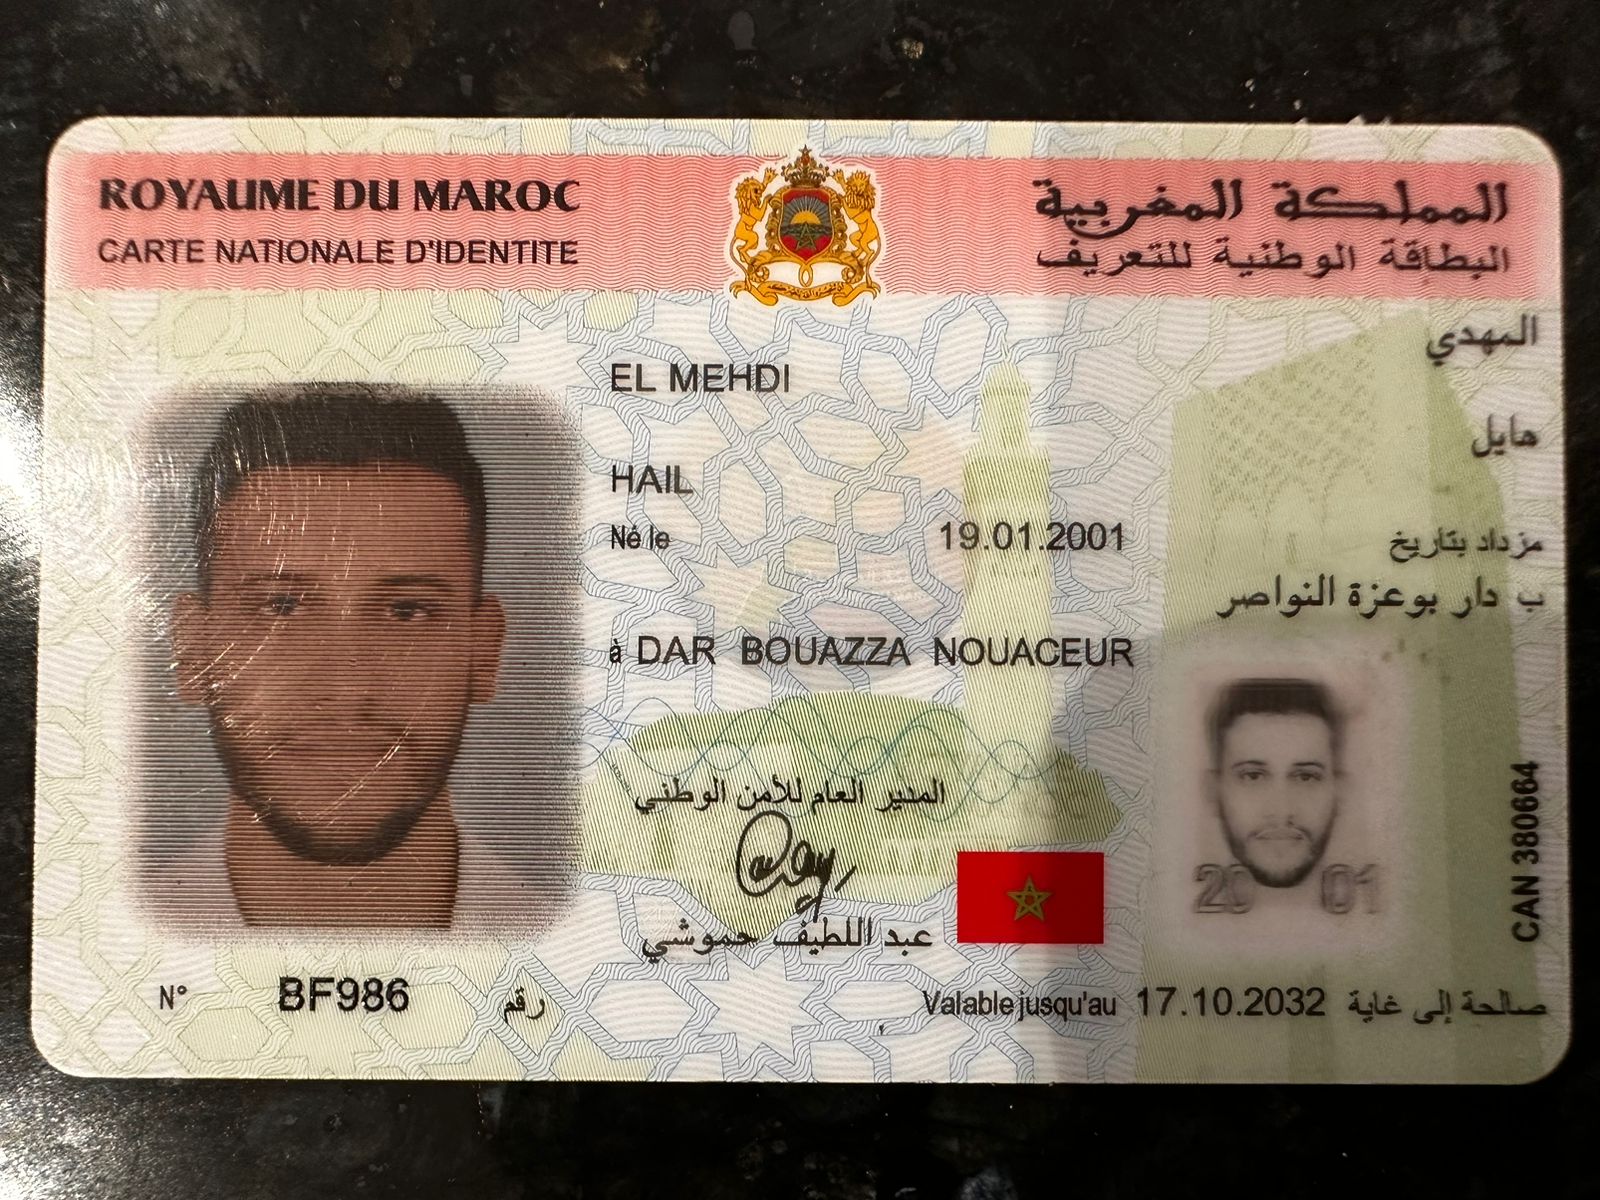 ROYAUME DU MAROC
المملكة المغربية
CARTE NATIONALE D'IDENTITE
البطاقة الوطنية للتعريف
المهدي
EL MEHDI
هايل
HAIL
Né le 19.01.2001 مزداد بتاريخ
ب دار بوعزة النواصر
à DAR BOUAZZA NOUACEUR
المدير العام للأمن الوطني
عبد اللطيف حموشي
2001
CAN 380664
N° BF986 رقم
Valable jusqu'au 17.10.2032 صالحة إلى غاية